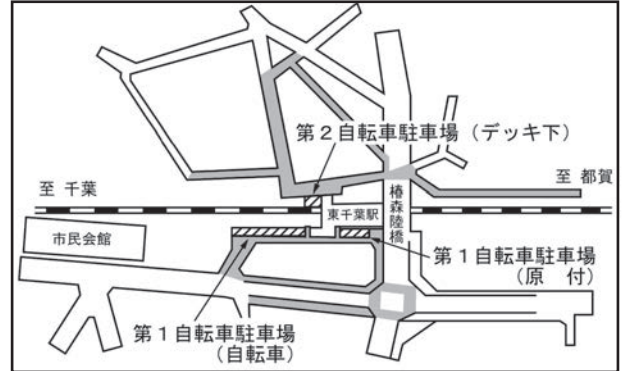 第２自転車駐車場（デッキ下）
至 千葉
至 都賀
東千葉駅
椿森陸橋
市民会館
第１自転車駐車場
（原　付）
第１自転車駐車場
（自転車）